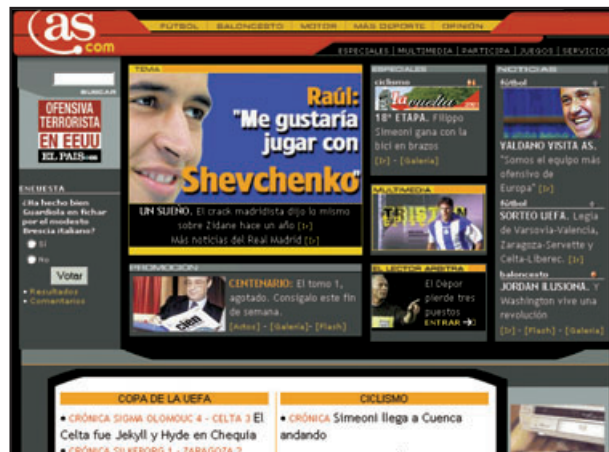 as
.com
FÚTBOL BALONCESTO MOTOR MÁS DEPORTE OPINIÓN
ESPECIALES | MULTIMEDIA | PARTICIPA | JUEGOS | SERVICIOS
BUSCAR
OFENSIVA
TERRORISTA
EN EEUU
EL PAIS.com
ENCUESTA
¿Ha hecho bien
Guardiola en fichar
por el modesto
Brescia italiano?
Sí
No
Votar
• Resultados
• Comentarios
TEMA
Raúl:
"Me gustaría
jugar con
Shevchenko"
UN SUEÑO. El crack madridista dijo lo mismo
sobre Zidane hace un año [Ir]
Más noticias del Real Madrid [Ir]
PROMOCIÓN
CENTENARIO: El tomo 1,
agotado. Consígalo este fin
de semana.
[Actos] - [Galería] - [Flash]
ESPECIALES
ciclismo
la vuelta
18ª ETAPA. Filippo
Simeoni gana con la
bici en brazos
[Ir] - [Galería]
MULTIMEDIA
TRISTÁN
EL LECTOR ARBITRA
El Dépor
pierde tres
puestos
ENTRAR
NOTICIAS
fútbol
VALDANO VISITA AS.
"Somos el equipo más
ofensivo de
Europa" [Ir]
fútbol
SORTEO UEFA. Legia
de Varsovia-Valencia,
Zaragoza-Servette y
Celta-Liberec. [Ir]
baloncesto
JORDAN ILUSIONA. Y
Washington vive una
revolución
[Ir] - [Flash] - [Galería]
COPA DE LA UEFA
• CRÓNICA SIGMA OLOMOUC 4 - CELTA 3 El
Celta fue Jekyll y Hyde en Chequia
• CRÓNICA SILKEBORG 1 - ZARAGOZA 2
CICLISMO
• CRÓNICA Simeoni llega a Cuenca
andando